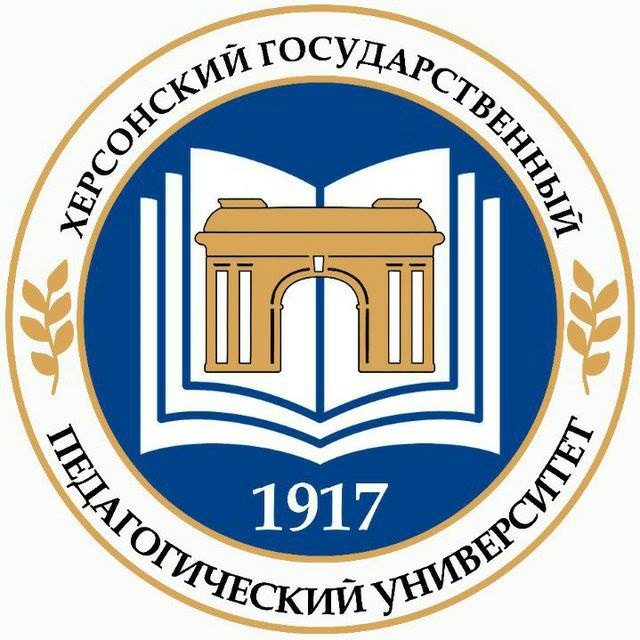 ХЕРСОНСКИЙ ГОСУДАРСТВЕННЫЙ
ПЕДАГОГИЧЕСКИЙ УНИВЕРСИТЕТ
1917